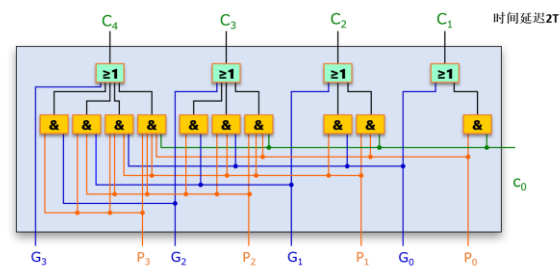 C₄ C₃ C₂ C₁ 时间延迟2T
≥1 ≥1 ≥1 ≥1
& & & & & & & & & &
C₀
G₃ P₃ G₂ P₂ G₁ P₁ G₀ P₀